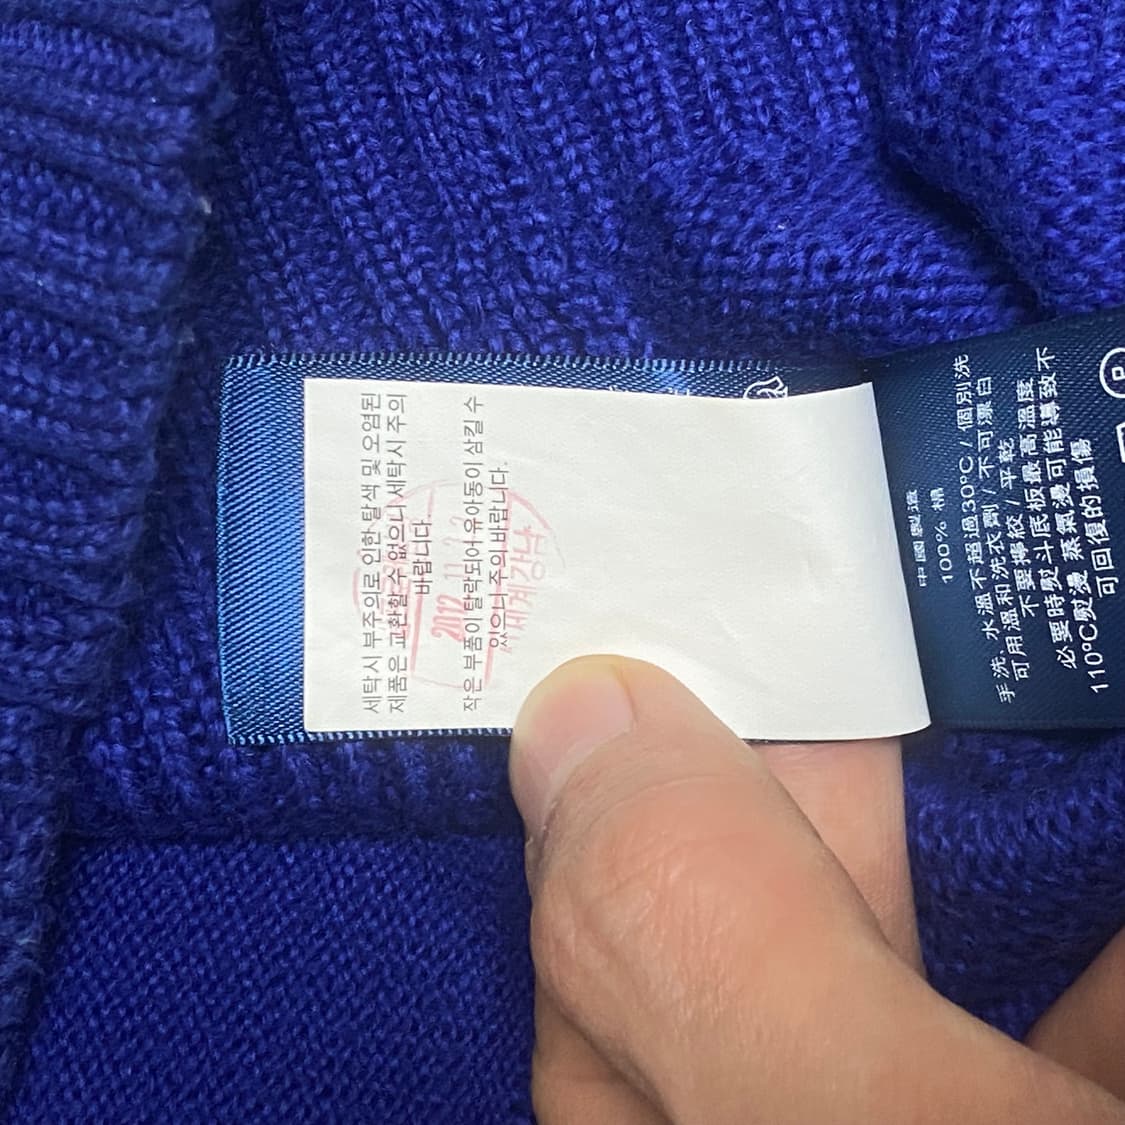 세탁시 부주의로 인한 탈색 및 오염된
제품은 교환할 수 없으니 세탁시 주의
바랍니다.
작은 부품이 탈락되어 유아동이 삼킬 수
있으니 주의 바랍니다.
2012 11
세계강남
中國製造
100% 棉
手洗、水溫不超過30°C / 個別洗
可用溫和洗衣劑 / 不可漂白
不要擰絞 / 平乾
必要時熨斗底板最高溫度
110°C熨燙 蒸氣燙可能導致不
可回復的損傷
P